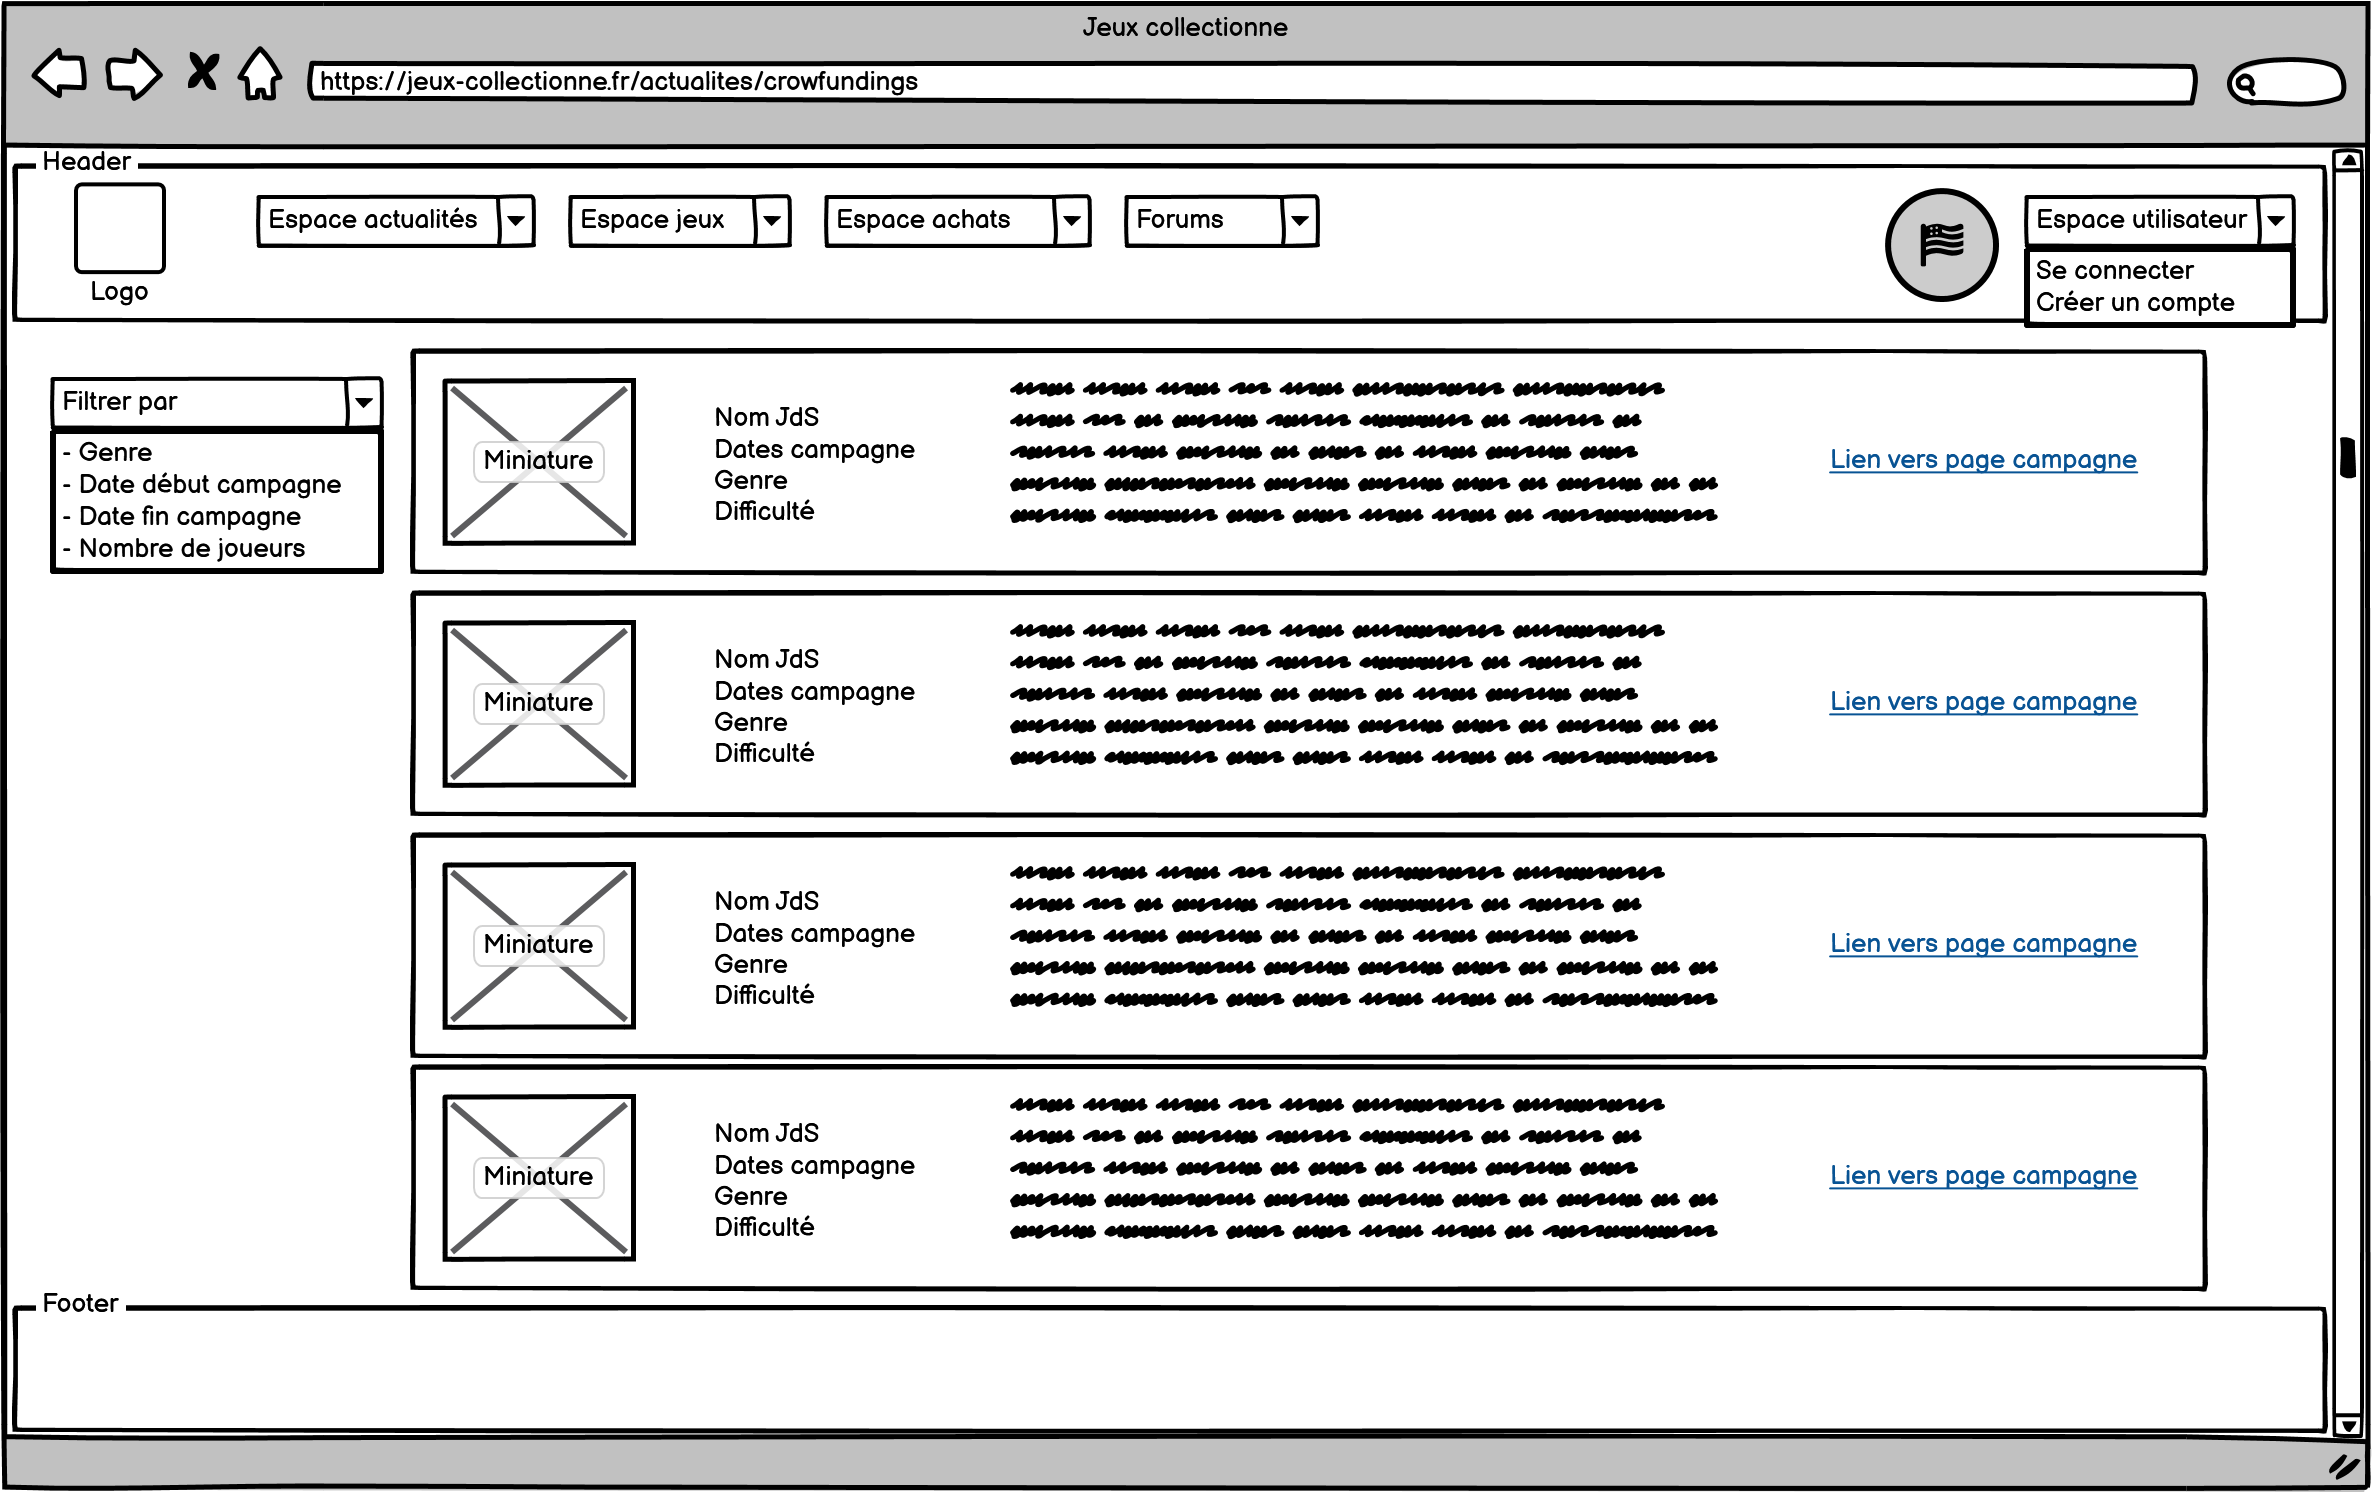 Jeux collectionne
https://jeux-collectionne.fr/actualites/crowfundings
Header
Logo
Espace actualités
Espace jeux
Espace achats
Forums
Espace utilisateur
Se connecter
Créer un compte
Filtrer par
- Genre
- Date début campagne
- Date fin campagne
- Nombre de joueurs
Miniature
Nom JdS
Dates campagne
Genre
Difficulté
Lien vers page campagne
Miniature
Nom JdS
Dates campagne
Genre
Difficulté
Lien vers page campagne
Miniature
Nom JdS
Dates campagne
Genre
Difficulté
Lien vers page campagne
Miniature
Nom JdS
Dates campagne
Genre
Difficulté
Lien vers page campagne
Footer